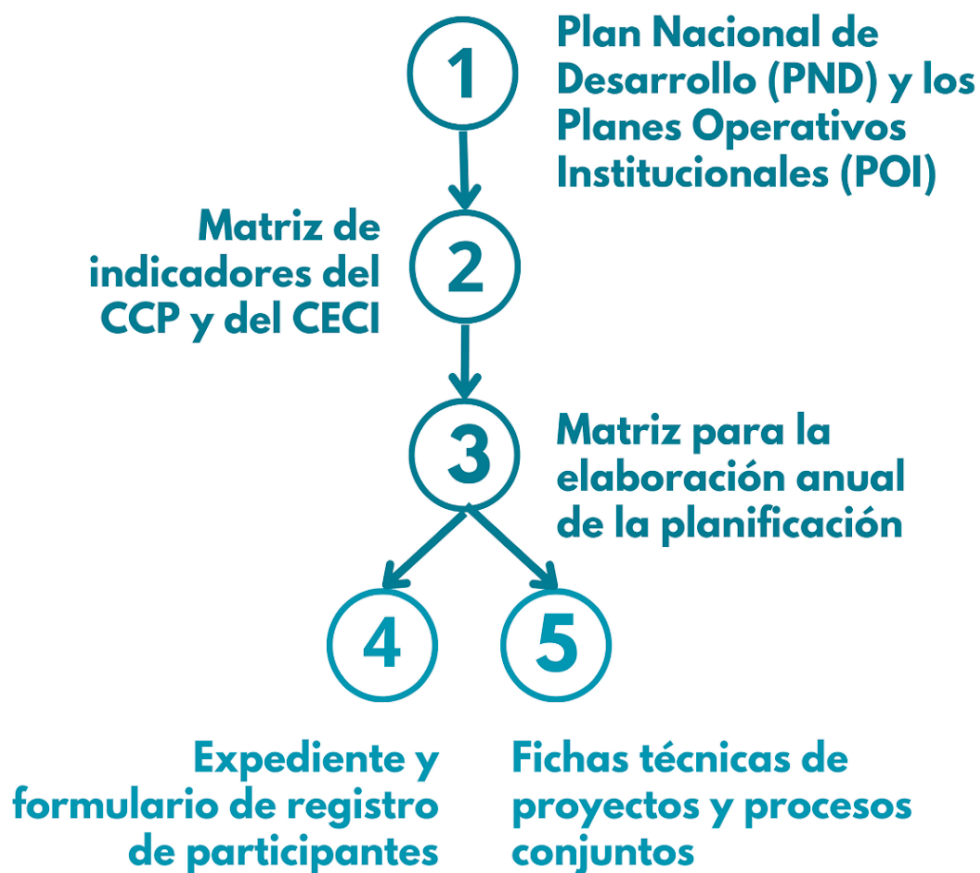 1
Plan Nacional de
Desarrollo (PND) y los
Planes Operativos
Institucionales (POI)
Matriz de
indicadores del
CCP y del CECI
2
3
Matriz para la
elaboración anual
de la planificación
4
5
Expediente y
formulario de registro
de participantes
Fichas técnicas de
proyectos y procesos
conjuntos